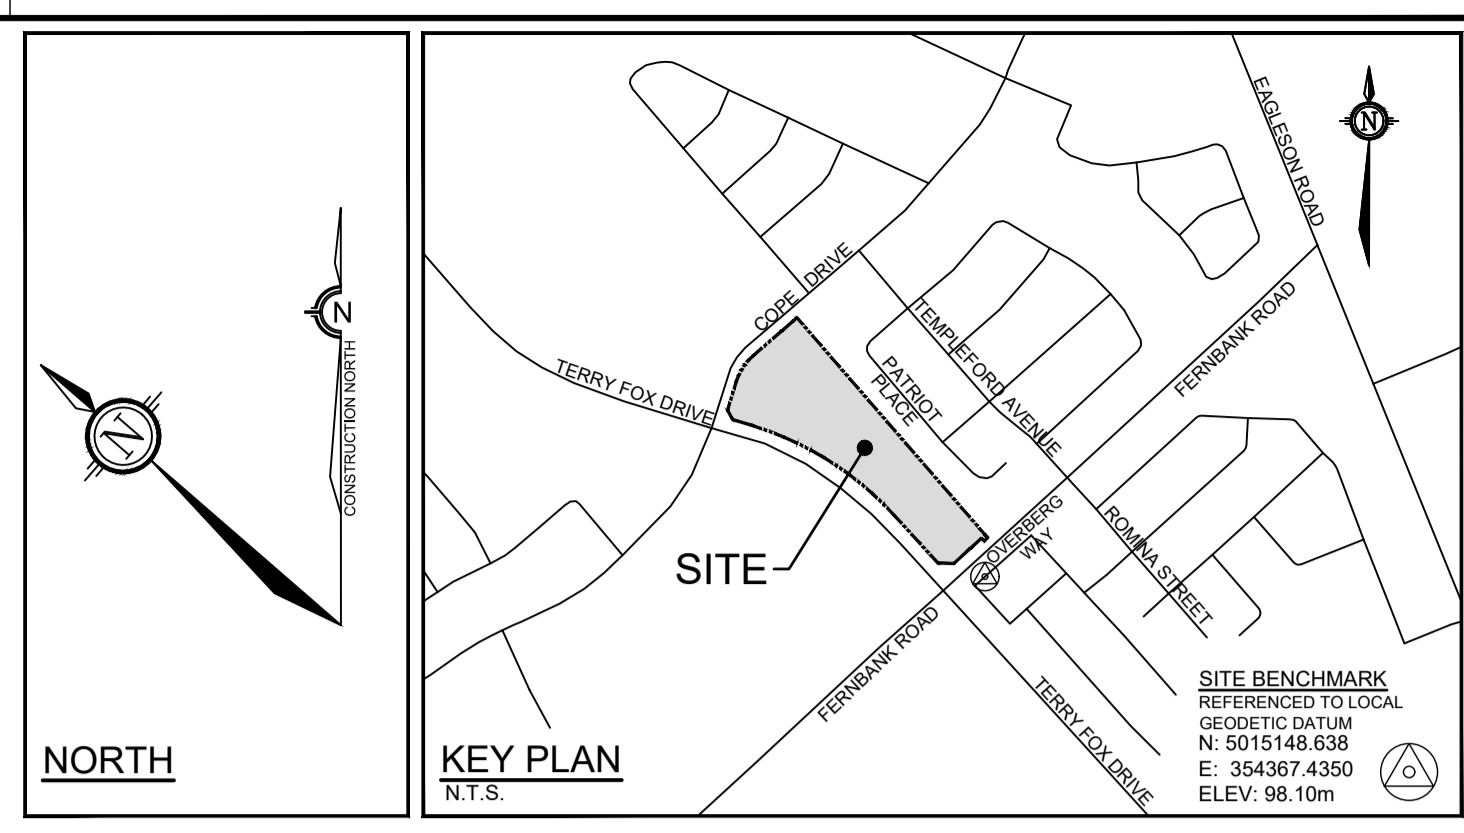 N
CONSTRUCTION NORTH
N
NORTH
EAGLESON ROAD
N
COPE DRIVE
TERRY FOX DRIVE
TEMPLEFORD AVENUE
PATRIOT
PLACE
FERNBANK ROAD
SITE
OVERBERG
WAY
ROMINA STREET
FERNBANK ROAD
TERRY FOX DRIVE
KEY PLAN
N.T.S.
SITE BENCHMARK
REFERENCED TO LOCAL
GEODETIC DATUM
N: 5015148.638
E: 354367.4350
ELEV: 98.10m